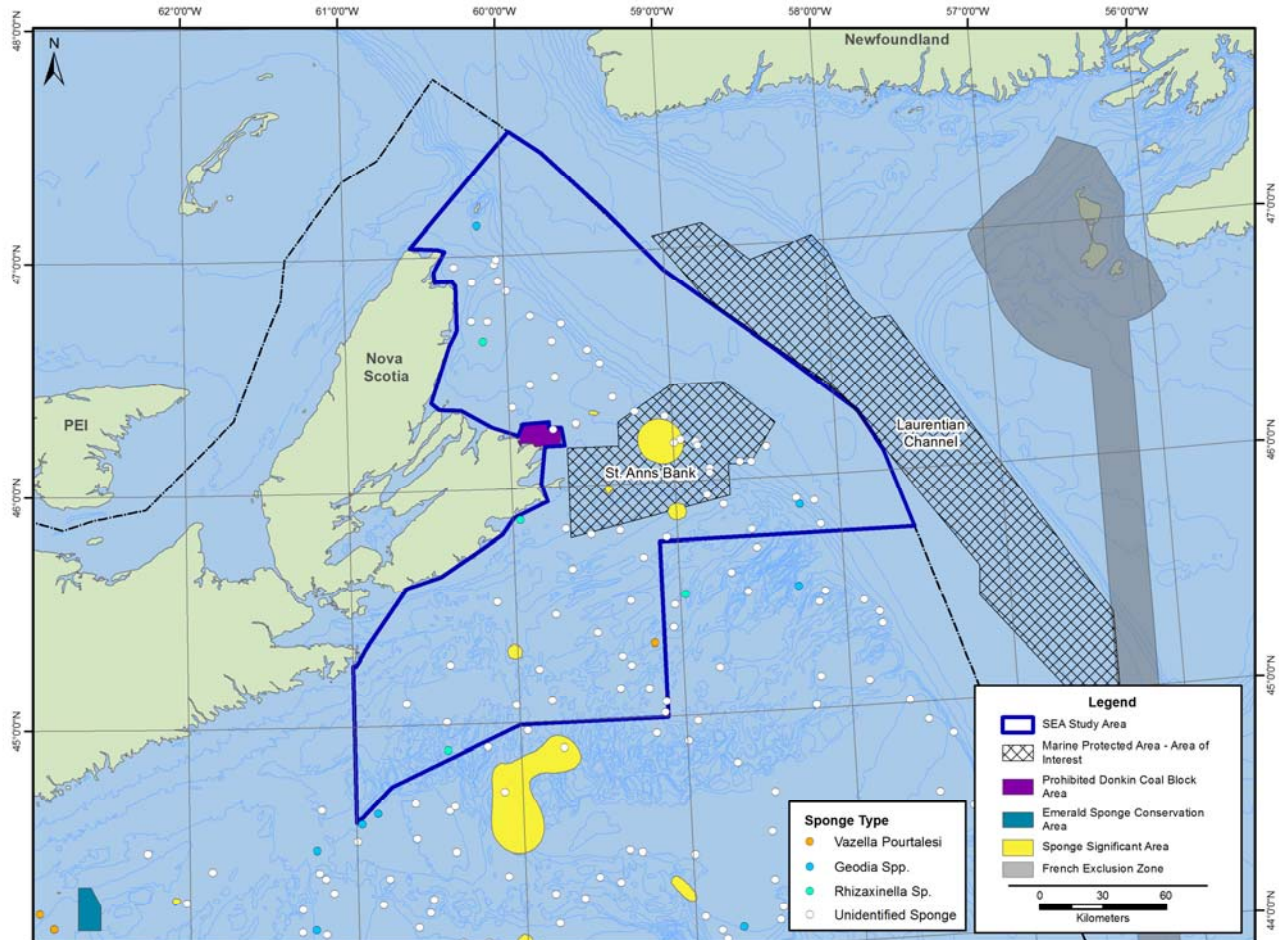 62°0'0"W
61°0'0"W
60°0'0"W
59°0'0"W
58°0'0"W
57°0'0"W
56°0'0"W
48°0'0"N
N
Newfoundland
47°0'0"N
47°0'0"N
Nova
Scotia
PEI
Laurentian
Channel
St. Anns Bank
46°0'0"N
46°0'0"N
45°0'0"N
45°0'0"N
44°0'0"N
Legend
SEA Study Area
Marine Protected Area - Area of
Interest
Prohibited Donkin Coal Block
Area
Emerald Sponge Conservation
Area
Sponge Significant Area
French Exclusion Zone
0 30 60
Kilometers
Sponge Type
Vazella Pourtalesi
Geodia Spp.
Rhizaxinella Sp.
Unidentified Sponge